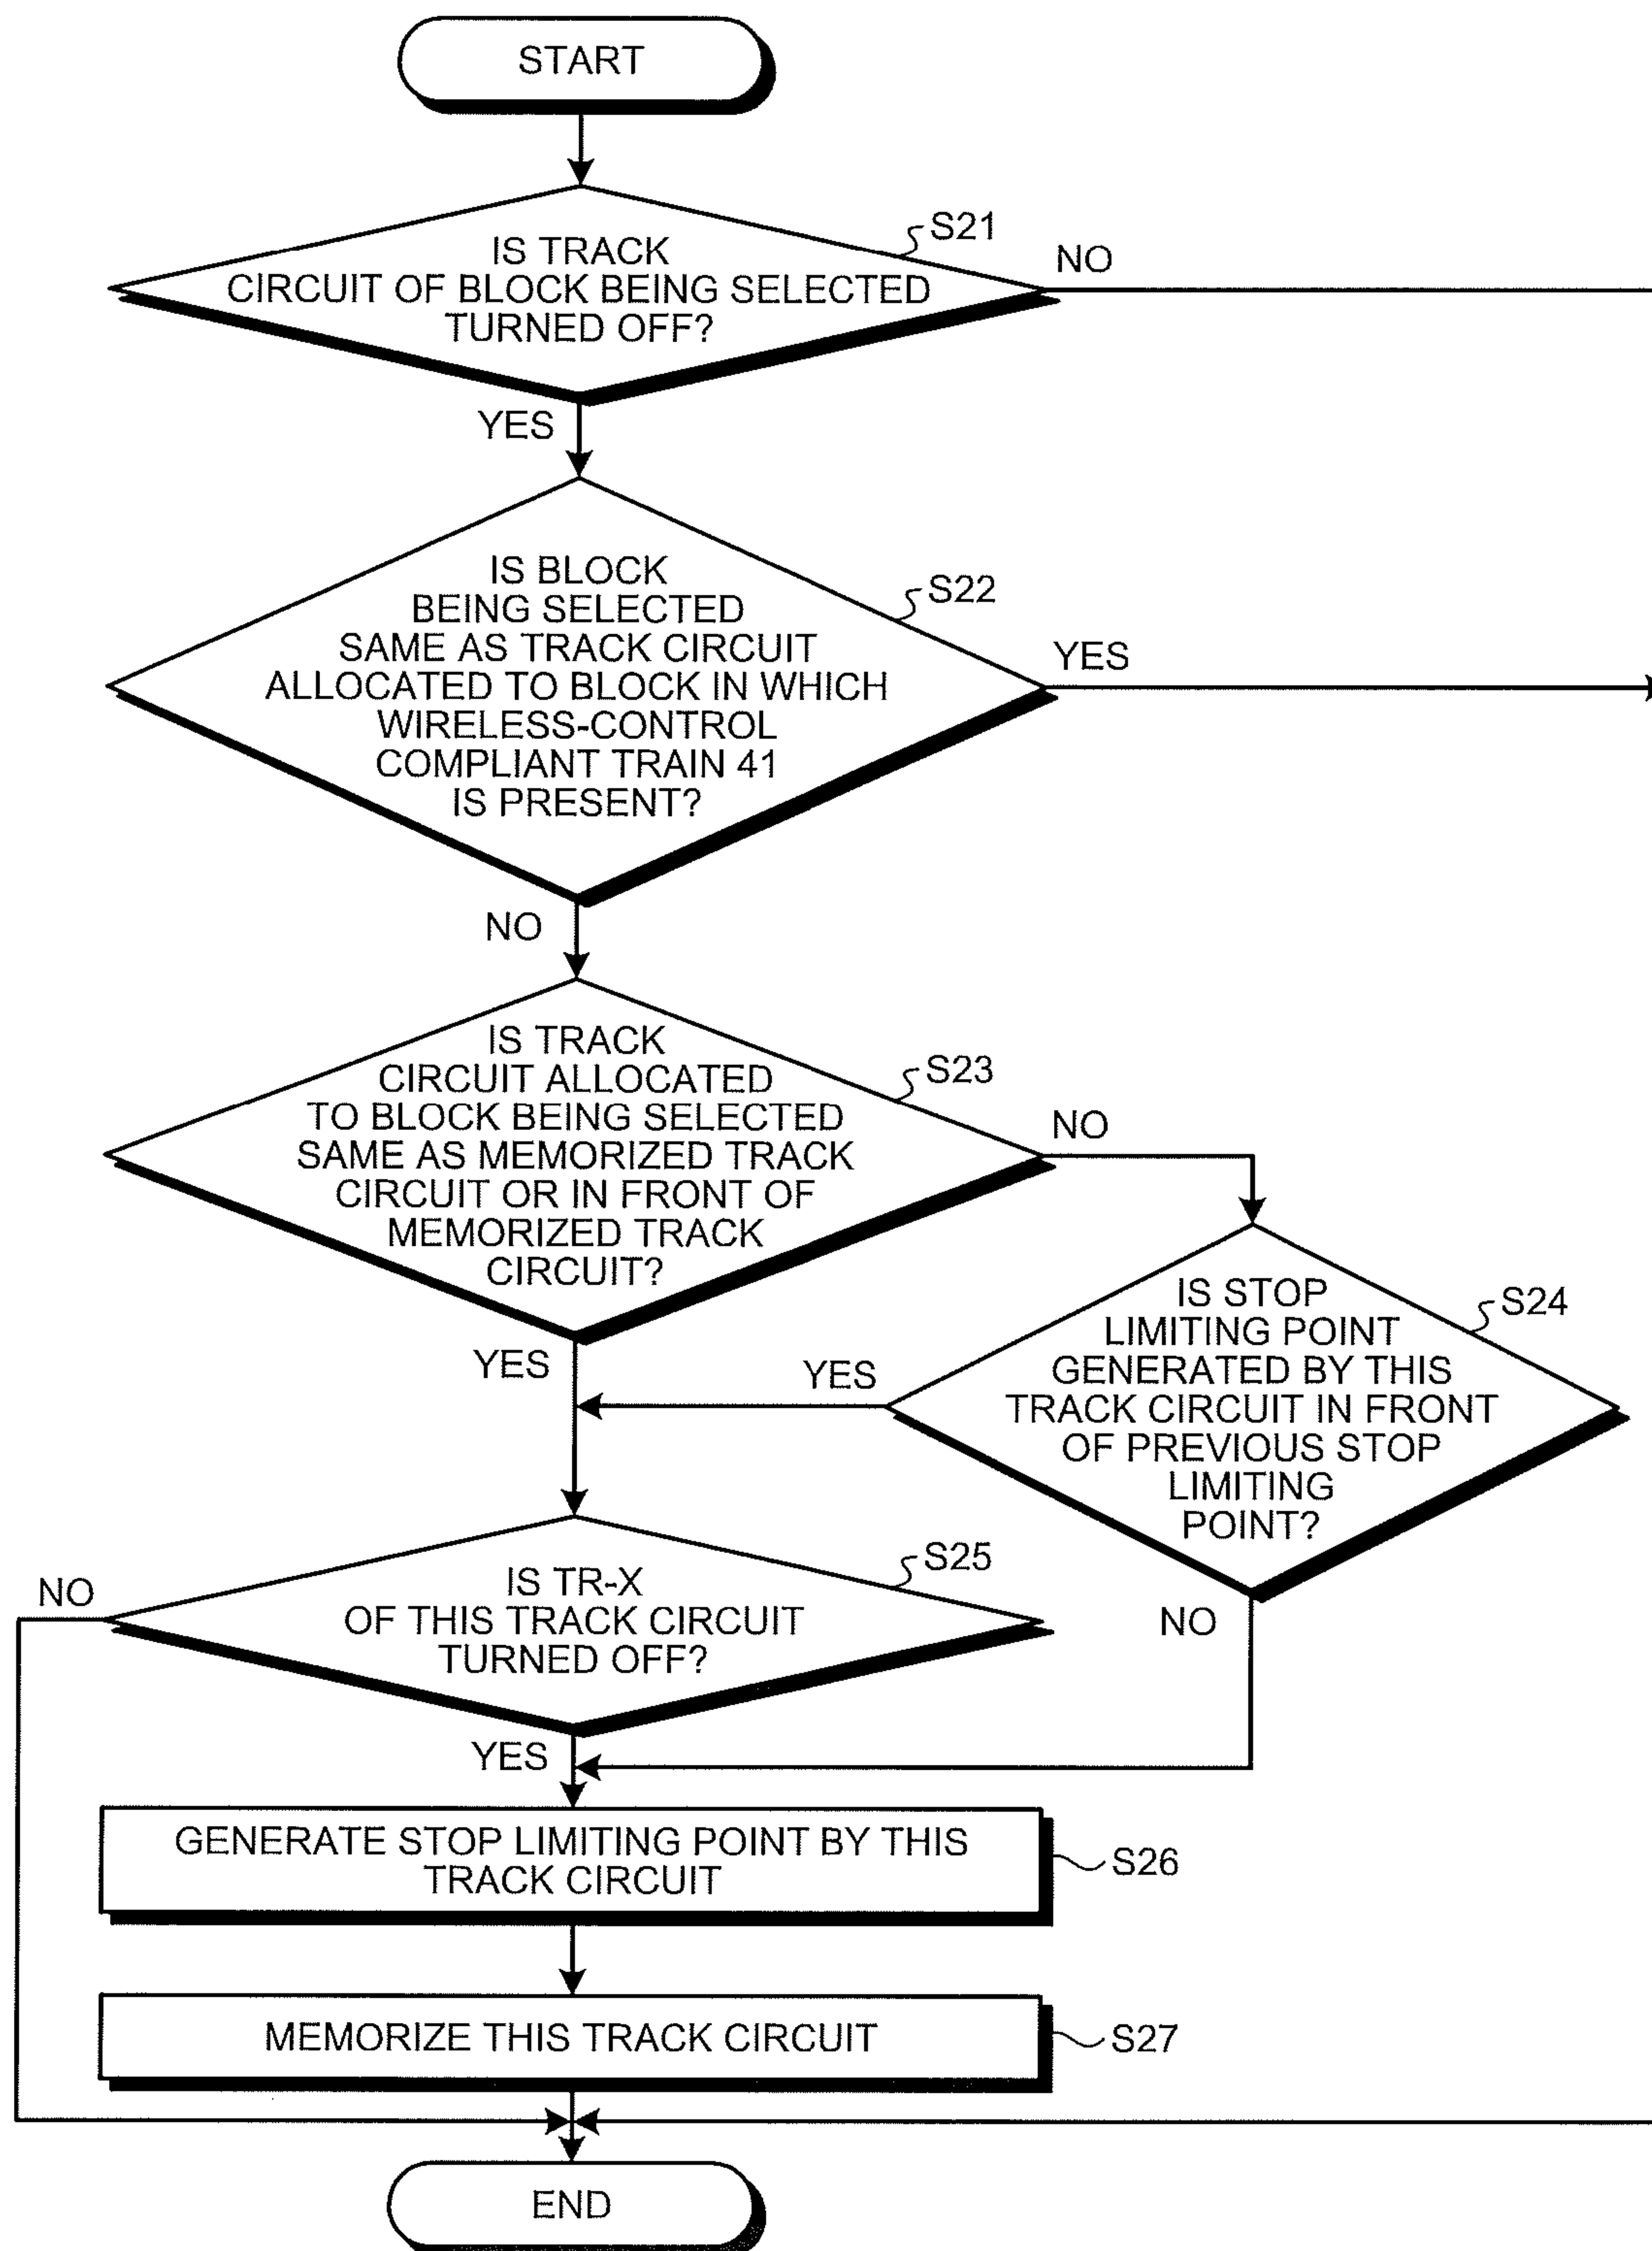 START
IS TRACK
CIRCUIT OF BLOCK BEING SELECTED
TURNED OFF?
S21
NO
YES
IS BLOCK
BEING SELECTED
SAME AS TRACK CIRCUIT
ALLOCATED TO BLOCK IN WHICH
WIRELESS-CONTROL
COMPLIANT TRAIN 41
IS PRESENT?
S22
YES
NO
IS TRACK
CIRCUIT ALLOCATED
TO BLOCK BEING SELECTED
SAME AS MEMORIZED TRACK
CIRCUIT OR IN FRONT OF
MEMORIZED TRACK
CIRCUIT?
S23
NO
YES
IS STOP
LIMITING POINT
GENERATED BY THIS
TRACK CIRCUIT IN FRONT
OF PREVIOUS STOP
LIMITING
POINT?
S24
YES
NO
IS TR-X
OF THIS TRACK CIRCUIT
TURNED OFF?
S25
NO
YES
GENERATE STOP LIMITING POINT BY THIS
TRACK CIRCUIT
S26
MEMORIZE THIS TRACK CIRCUIT
S27
END